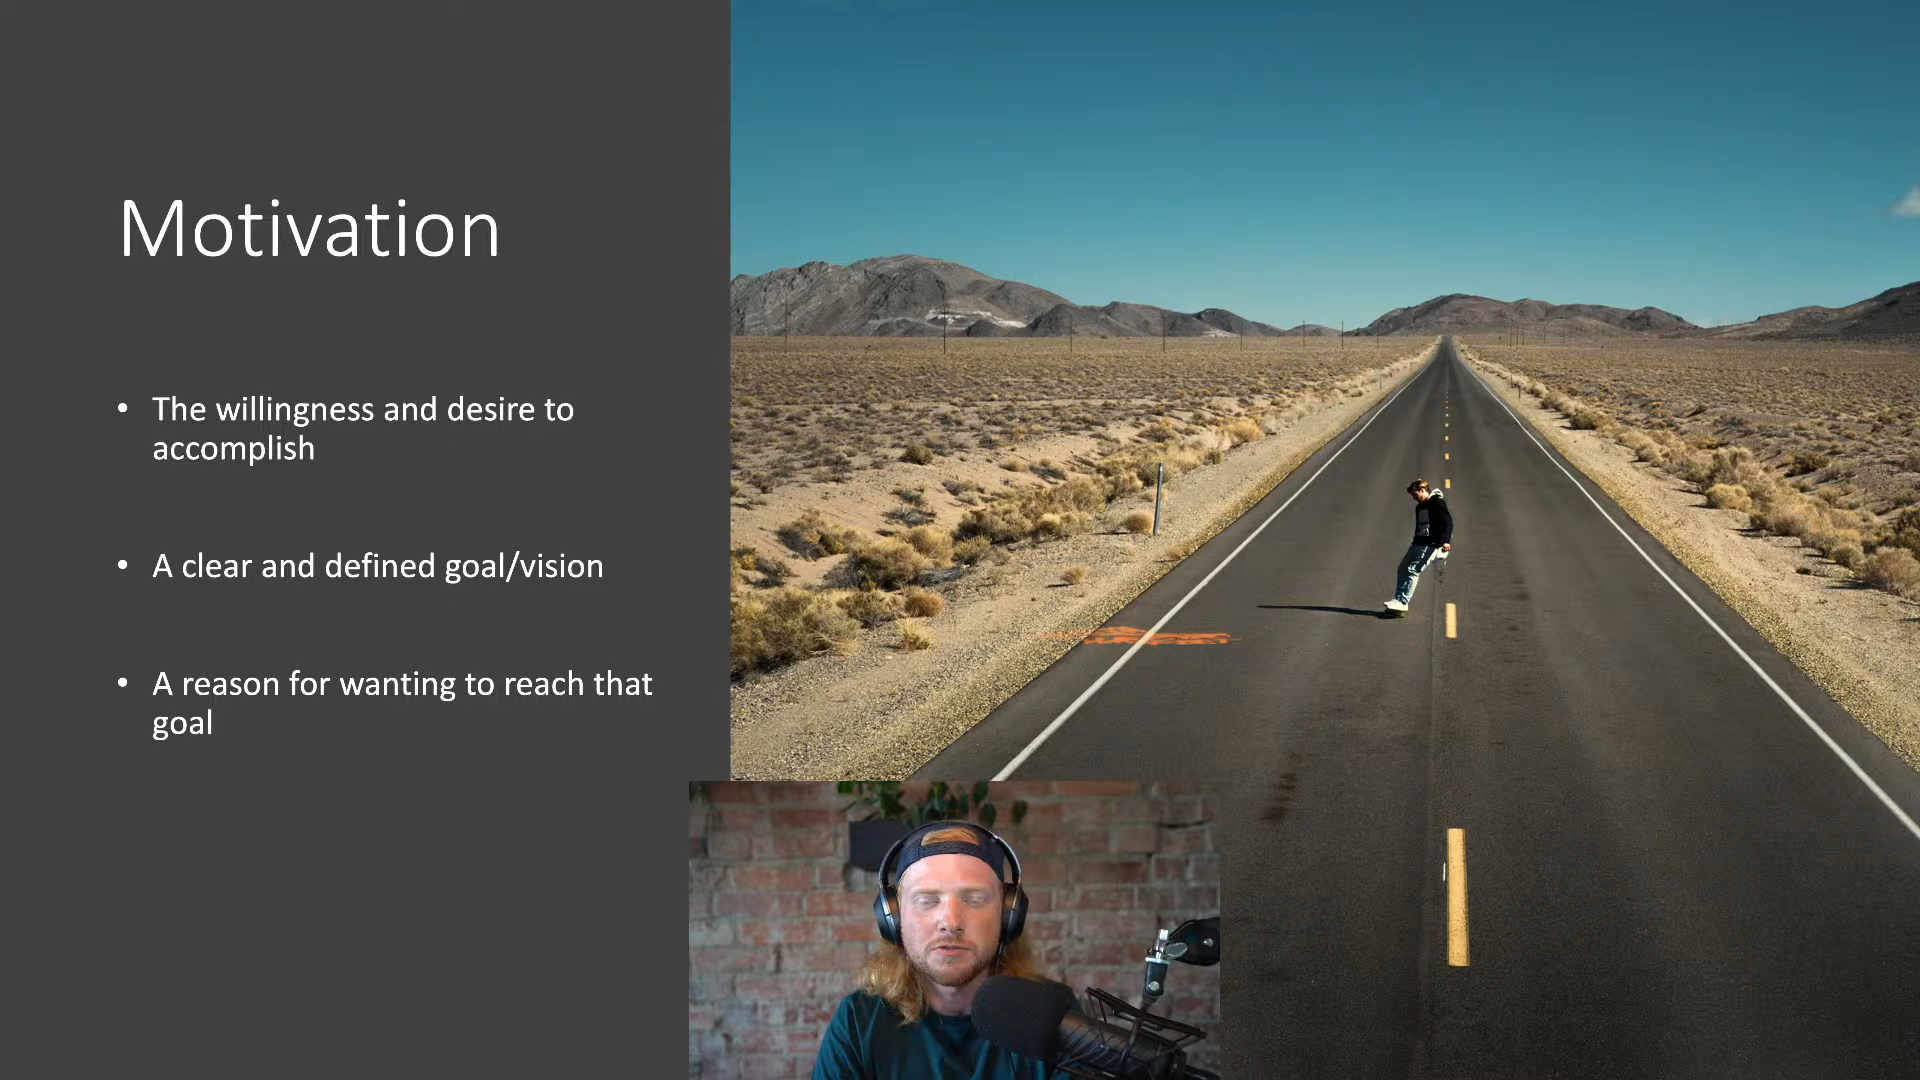 Motivation
• The willingness and desire to
accomplish
• A clear and defined goal/vision
• A reason for wanting to reach that
goal